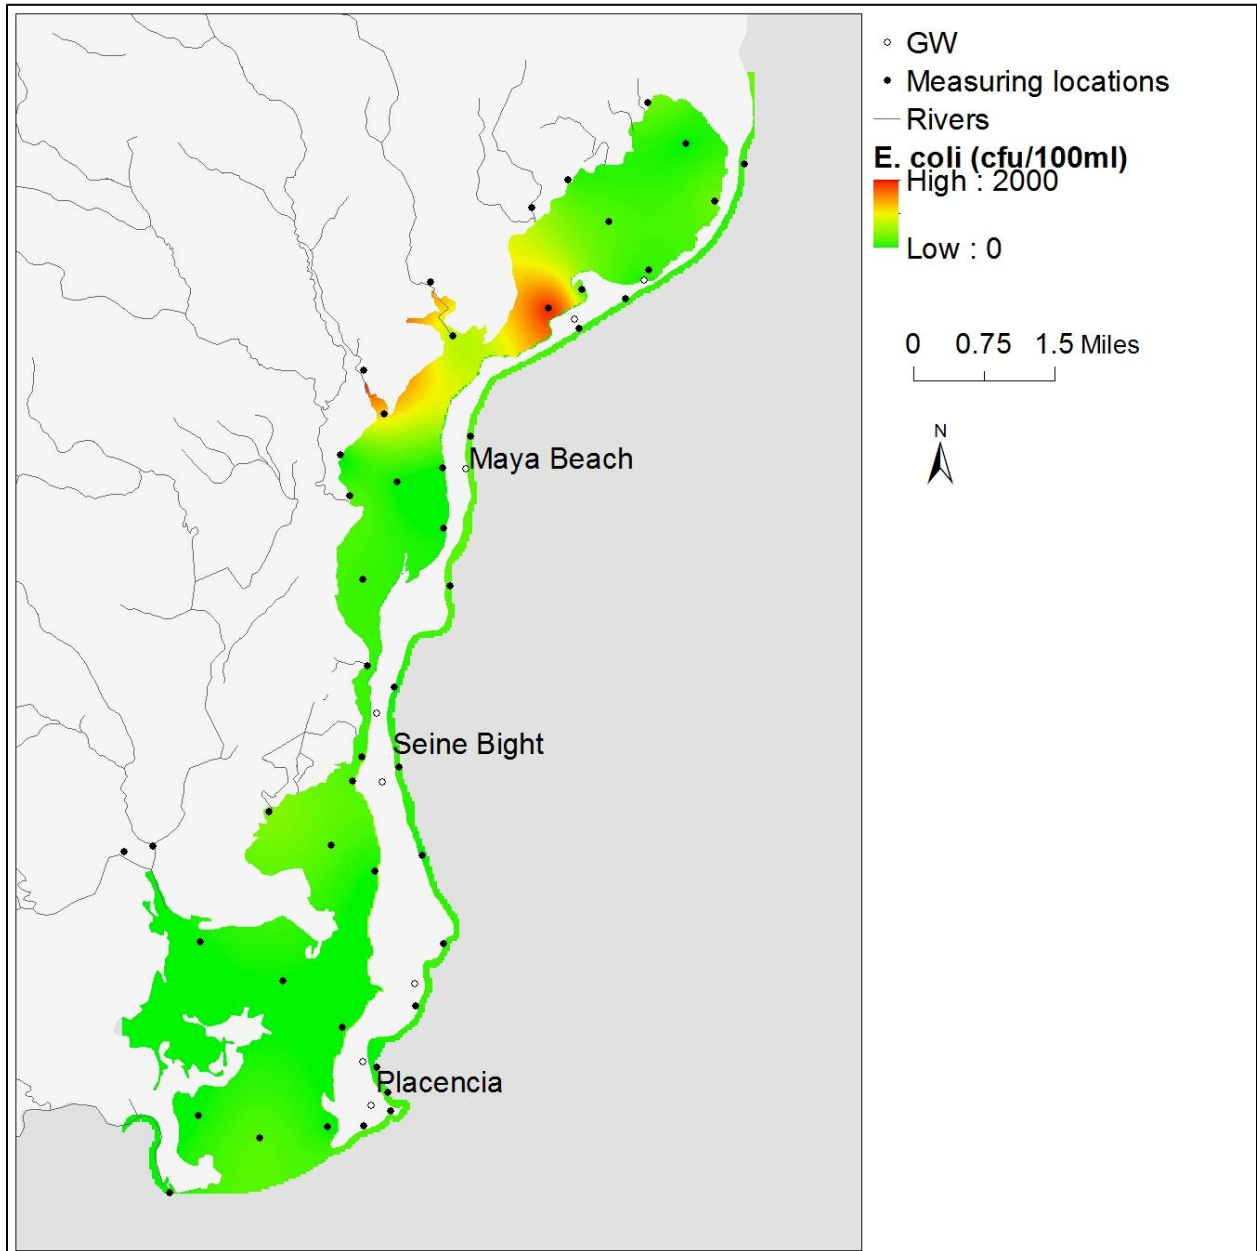 GW
Measuring locations
Rivers
E. coli (cfu/100ml)
High : 2000
Low : 0
0 0.75 1.5 Miles
N
Maya Beach
Seine Bight
Placencia